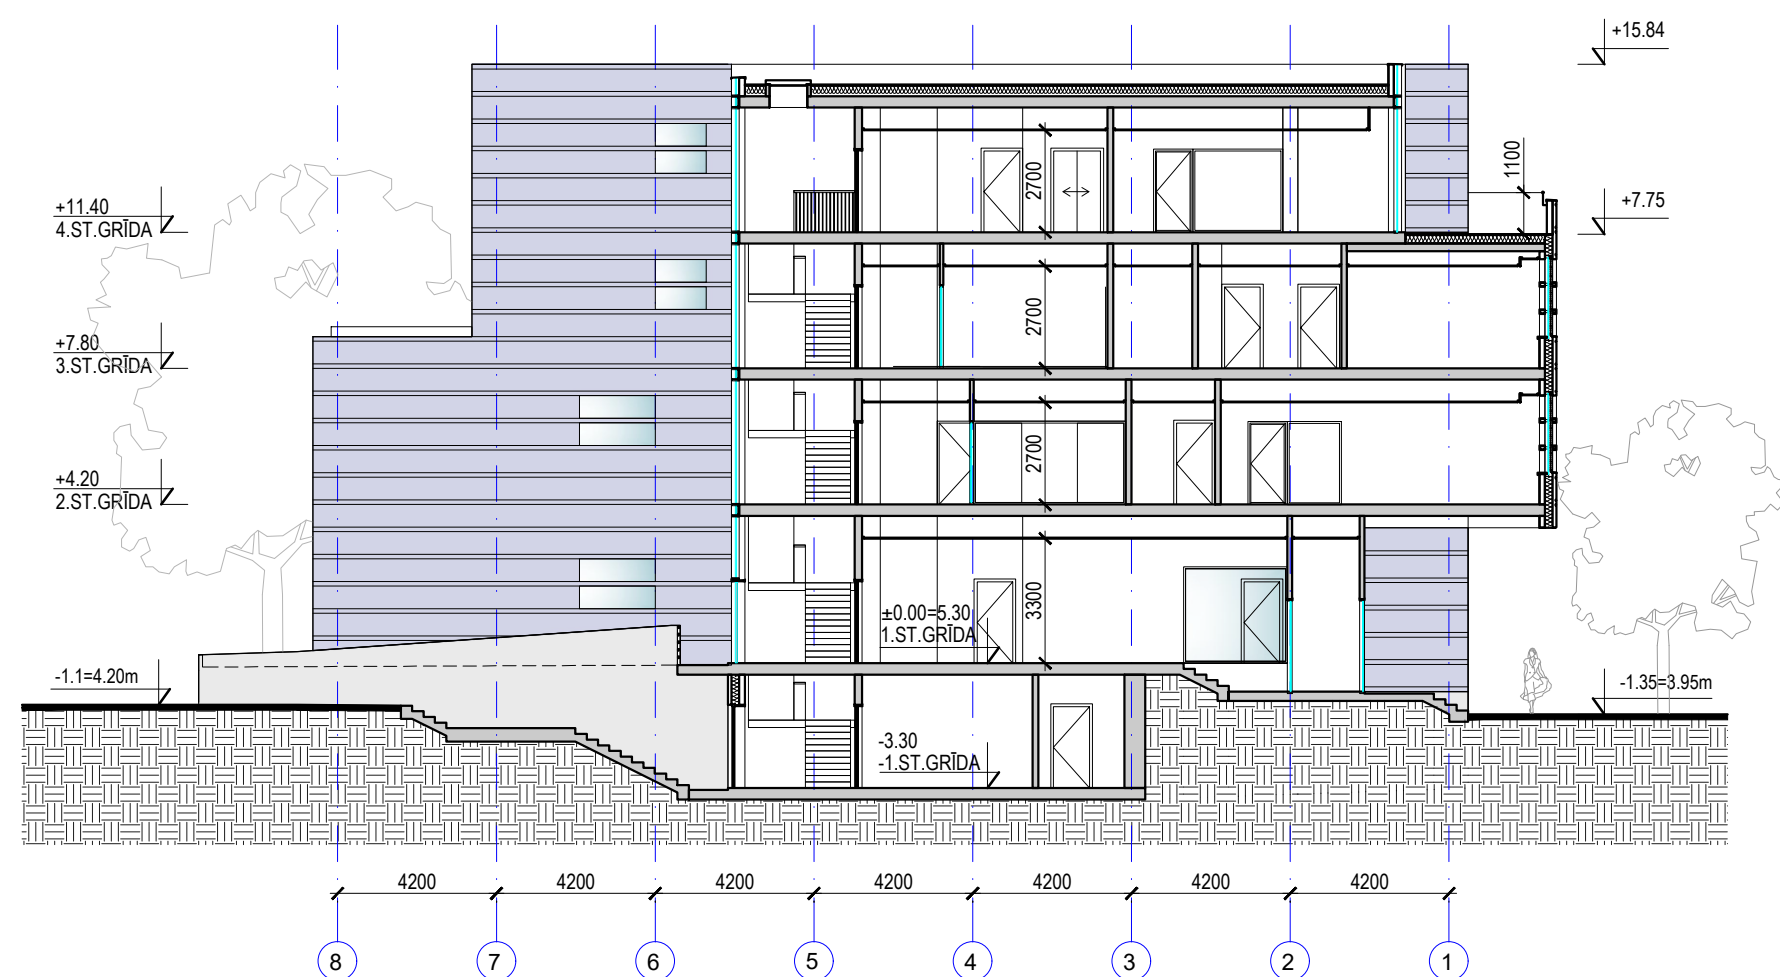 +15.84
1100
+11.40
4.ST.GRĪDA
+7.75
2700
+7.80
3.ST.GRĪDA
2700
+4.20
2.ST.GRĪDA
2700
±0.00=5.30
1.ST.GRĪDA
3300
-1.1=4.20m
-1.35=3.95m
-3.30
-1.ST.GRĪDA
4200 4200 4200 4200 4200 4200 4200
8 7 6 5 4 3 2 1